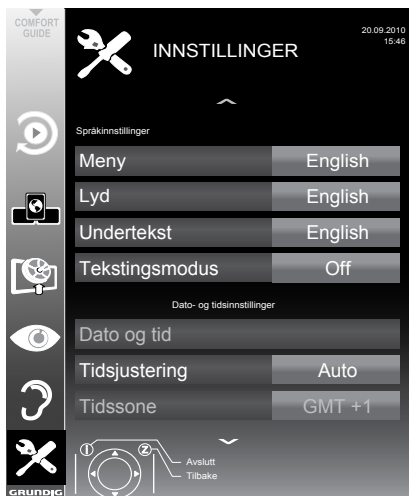 COMFORT
GUIDE
INNSTILLINGER
20.09.2010
15:46
Språkinnstillinger
Meny English
Lyd English
Undertekst English
Tekstingsmodus Off
Dato- og tidsinnstillinger
Dato og tid
Tidsjustering Auto
Tidssone GMT +1
Avslutt
Tilbake
GRUNDIG